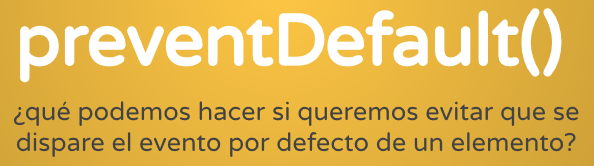 preventDefault()
¿qué podemos hacer si queremos evitar que se
dispare el evento por defecto de un elemento?